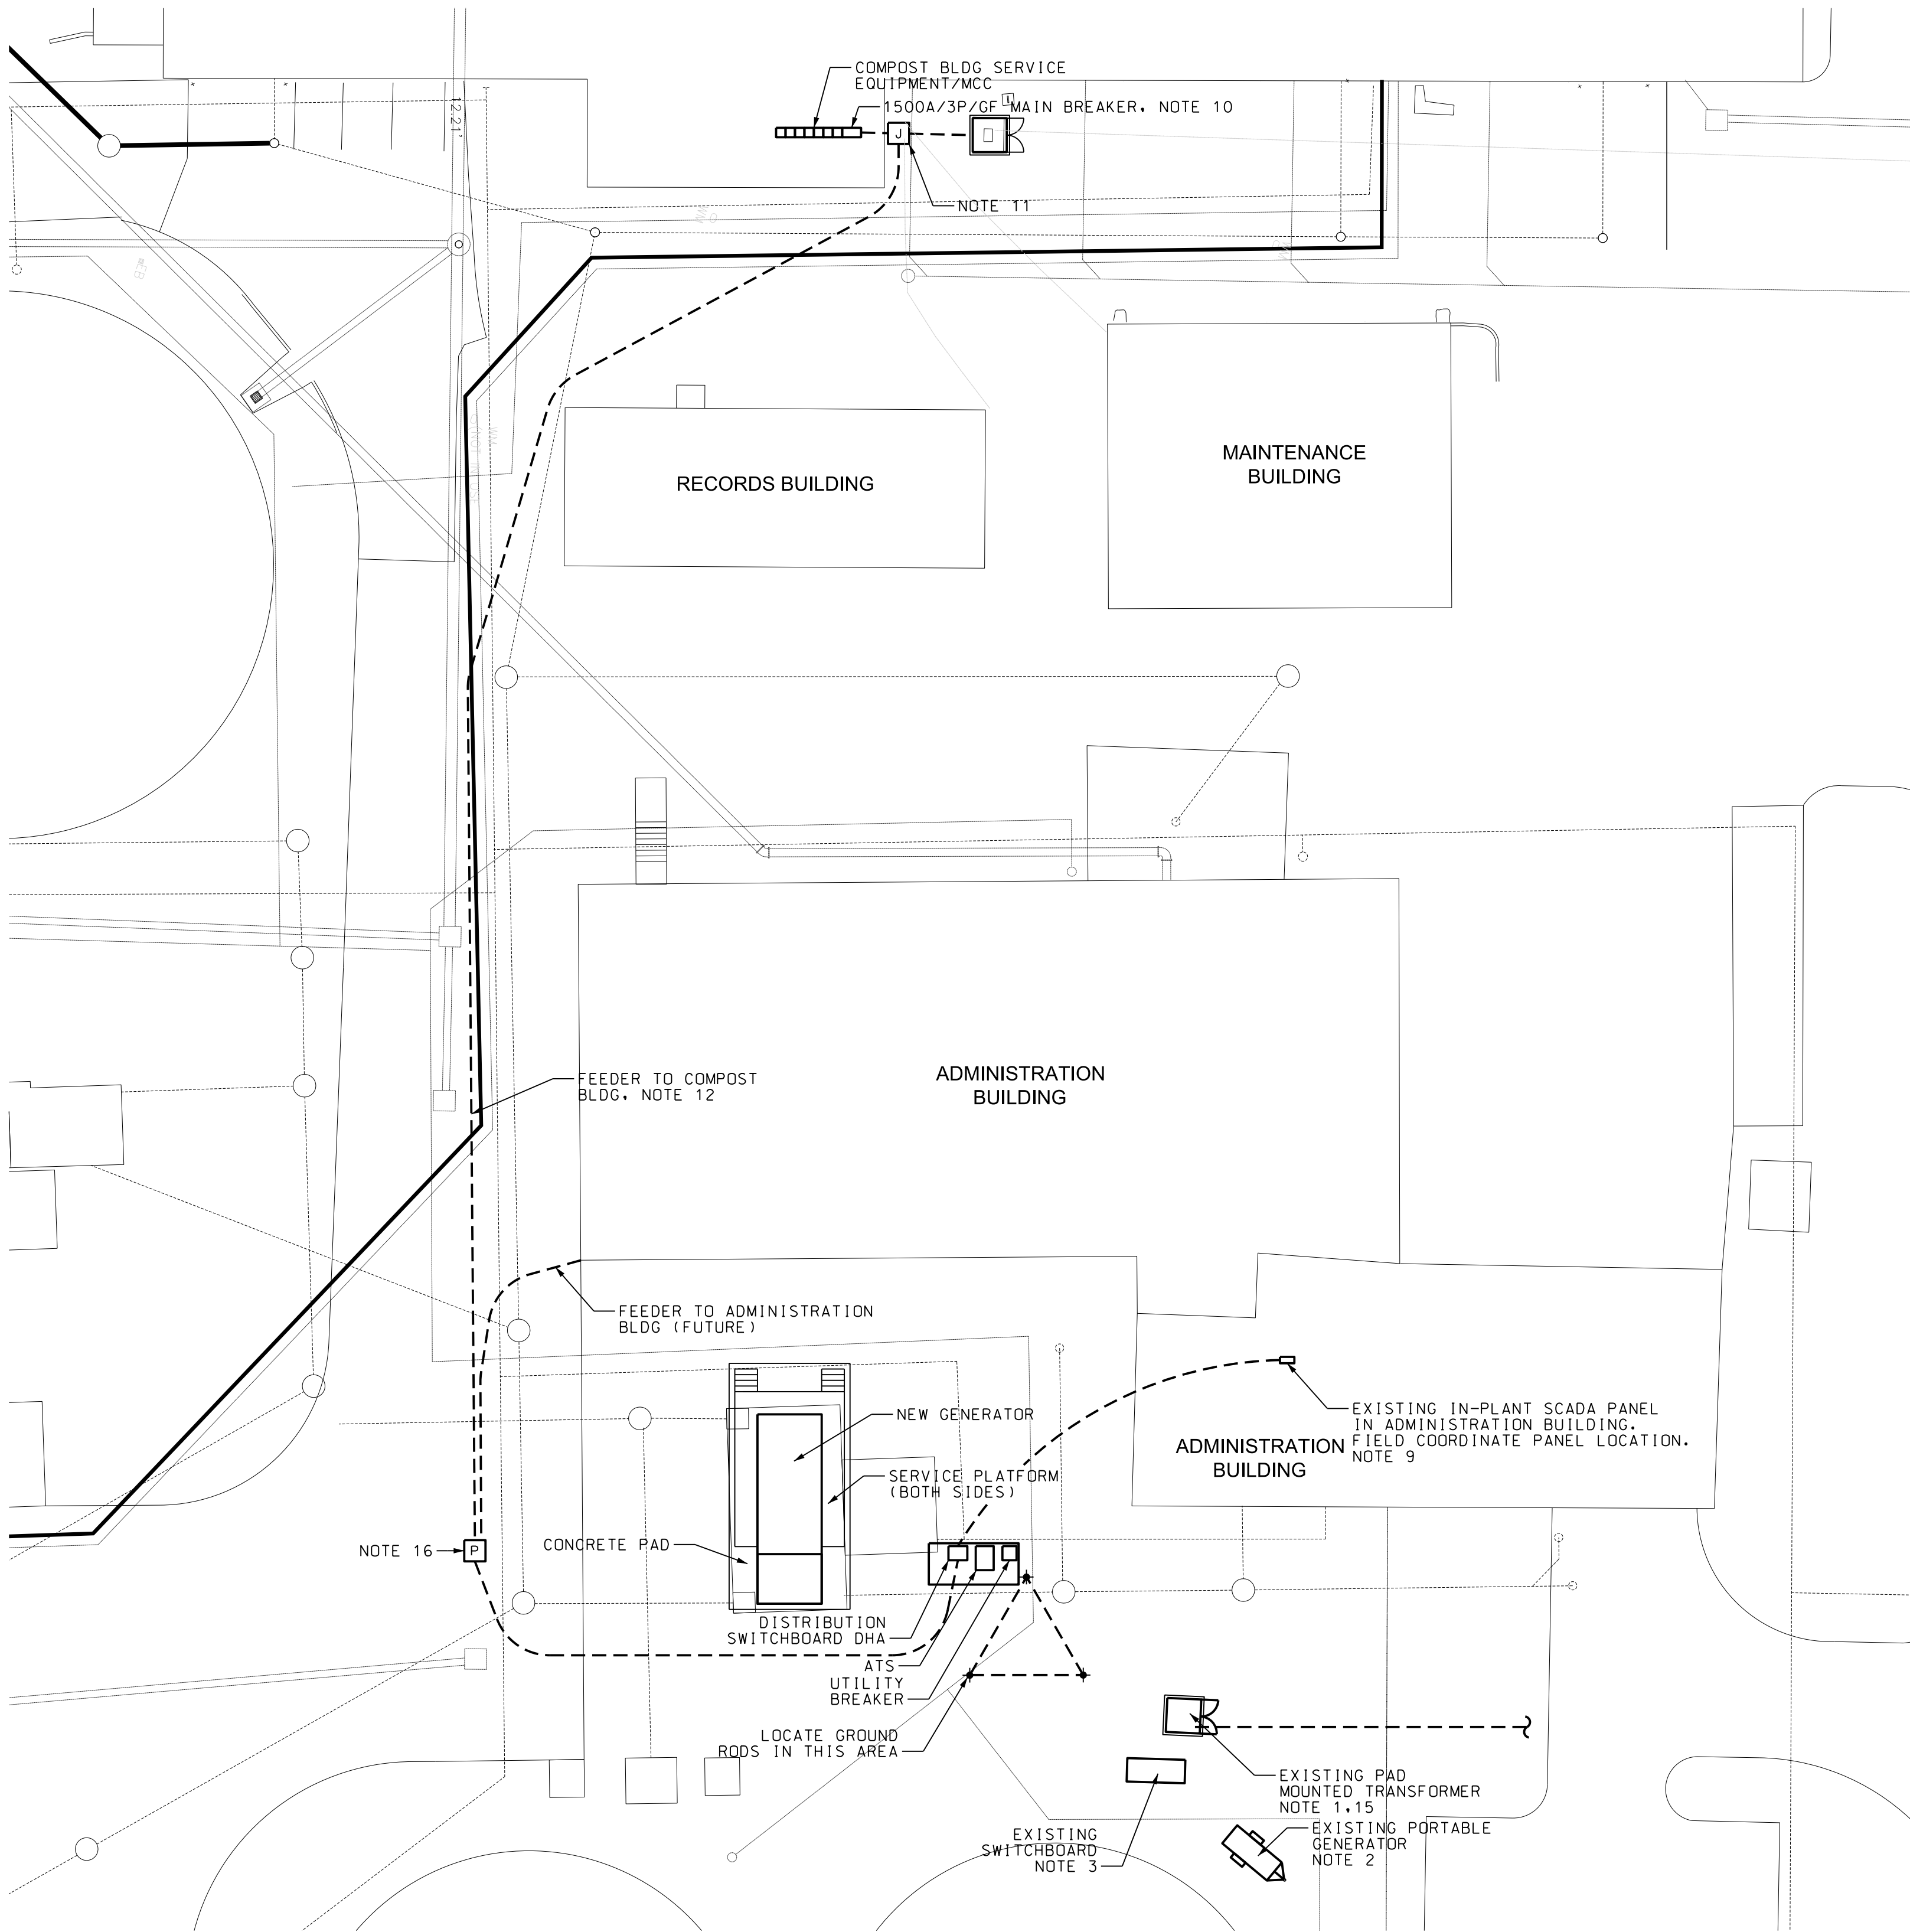 COMPOST BLDG SERVICE
EQUIPMENT/MCC
1500A/3P/GF MAIN BREAKER, NOTE 10
12.21'
J
NOTE 11
RECORDS BUILDING
MAINTENANCE
BUILDING
FEEDER TO COMPOST
BLDG, NOTE 12
ADMINISTRATION
BUILDING
FEEDER TO ADMINISTRATION
BLDG (FUTURE)
NEW GENERATOR
EXISTING IN-PLANT SCADA PANEL
IN ADMINISTRATION BUILDING.
FIELD COORDINATE PANEL LOCATION.
NOTE 9
ADMINISTRATION
BUILDING
SERVICE PLATFORM
(BOTH SIDES)
NOTE 16
P
CONCRETE PAD
DISTRIBUTION
SWITCHBOARD DHA
ATS
UTILITY
BREAKER
LOCATE GROUND
RODS IN THIS AREA
EXISTING PAD
MOUNTED TRANSFORMER
NOTE 1,15
EXISTING PORTABLE
GENERATOR
NOTE 2
EXISTING
SWITCHBOARD
NOTE 3